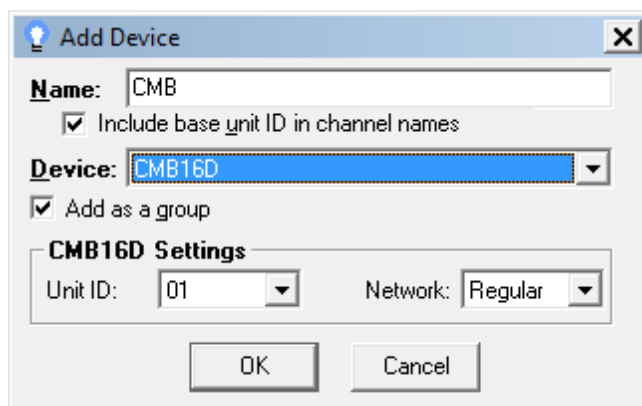 Add Device
Name: CMB
Include base unit ID in channel names
Device: CMB16D
Add as a group
CMB16D Settings
Unit ID: 01 Network: Regular
OK Cancel